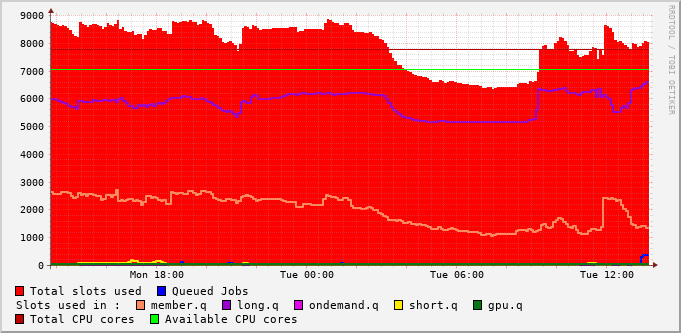 RRDTOOL / TOBI OETIKER
9000
8000
7000
6000
5000
4000
3000
2000
1000
0
Mon 18:00 Tue 00:00 Tue 06:00 Tue 12:00
Total slots used Queued Jobs
Slots used in : member.q long.q ondemand.q short.q gpu.q
Total CPU cores Available CPU cores